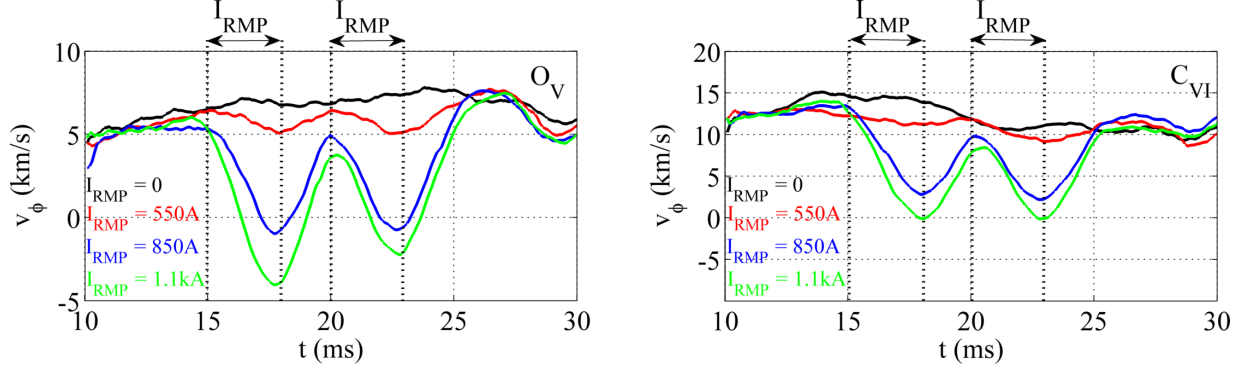 I_RMP I_RMP
O_V
v_ϕ (km/s)
10
5
0
-5
I_RMP = 0
I_RMP = 550A
I_RMP = 850A
I_RMP = 1.1kA
10 15 20 25 30
t (ms)
I_RMP I_RMP
C_VI
v_ϕ (km/s)
20
15
10
5
0
-5
I_RMP = 0
I_RMP = 550A
I_RMP = 850A
I_RMP = 1.1kA
10 15 20 25 30
t (ms)